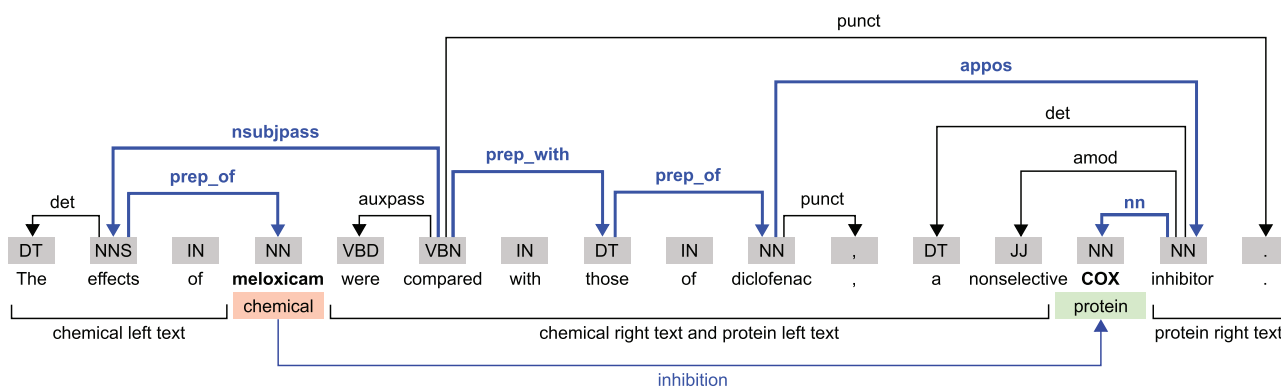 punct
appos
det
nsubjpass
prep_with
amod
prep_of
prep_of
det
auxpass
punct
nn
DT NNS IN NN VBD VBN IN DT IN NN , DT JJ NN NN .
The effects of meloxicam were compared with those of diclofenac , a nonselective COX inhibitor .
chemical protein
chemical left text chemical right text and protein left text protein right text
inhibition